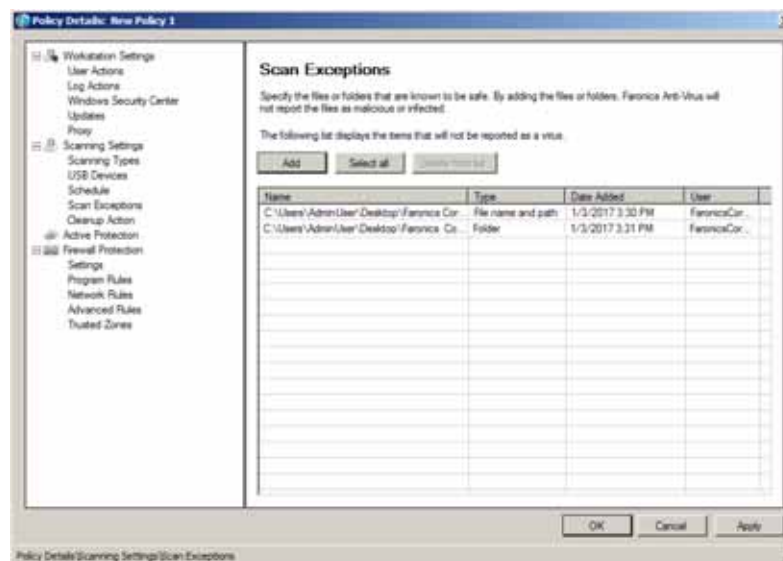 Policy Details: New Policy 1
Workstation Settings
User Actions
Log Actions
Windows Security Center
Updates
Proxy
Scanning Settings
Scanning Types
USB Devices
Schedule
Scan Exceptions
Cleanup Action
Active Protection
Firewall Protection
Settings
Program Rules
Network Rules
Advanced Rules
Trusted Zones
Scan Exceptions
Specify the files or folders that are known to be safe. By adding the files or folders, Faronics Anti-Virus will
not report the files as malicious or infected.
The following list displays the items that will not be reported as a virus.
Add Select all Delete from list
Name Type Date Added User
C:\Users\AdminUser\Desktop\Faronics Cor... File name and path 1/3/2017 3:30 PM FaronicsCor...
C:\Users\AdminUser\Desktop\Faronics Co... Folder 1/3/2017 3:31 PM FaronicsCor...
OK Cancel Apply
Policy Details\Scanning Settings\Scan Exceptions